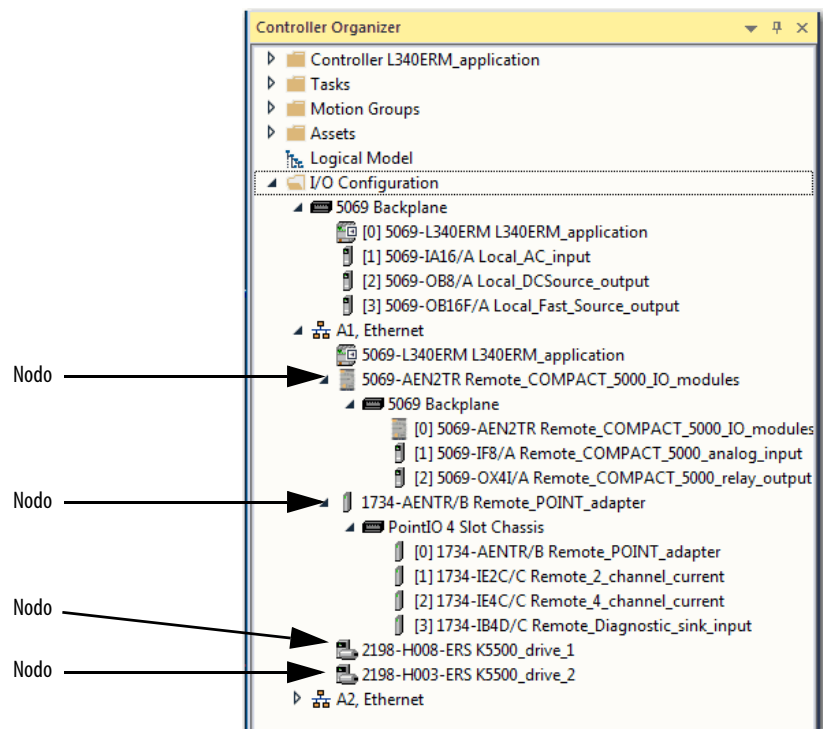 Controller Organizer
Controller L340ERM_application
Tasks
Motion Groups
Assets
Logical Model
I/O Configuration
5069 Backplane
[0] 5069-L340ERM L340ERM_application
[1] 5069-IA16/A Local_AC_input
[2] 5069-OB8/A Local_DCSource_output
[3] 5069-OB16F/A Local_Fast_Source_output
A1, Ethernet
5069-L340ERM L340ERM_application
Nodo 5069-AEN2TR Remote_COMPACT_5000_IO_modules
5069 Backplane
[0] 5069-AEN2TR Remote_COMPACT_5000_IO_modules
[1] 5069-IF8/A Remote_COMPACT_5000_analog_input
[2] 5069-OX4I/A Remote_COMPACT_5000_relay_output
Nodo 1734-AENTR/B Remote_POINT_adapter
PointIO 4 Slot Chassis
[0] 1734-AENTR/B Remote_POINT_adapter
[1] 1734-IE2C/C Remote_2_channel_current
[2] 1734-IE4C/C Remote_4_channel_current
[3] 1734-IB4D/C Remote_Diagnostic_sink_input
Nodo 2198-H008-ERS K5500_drive_1
Nodo 2198-H003-ERS K5500_drive_2
A2, Ethernet